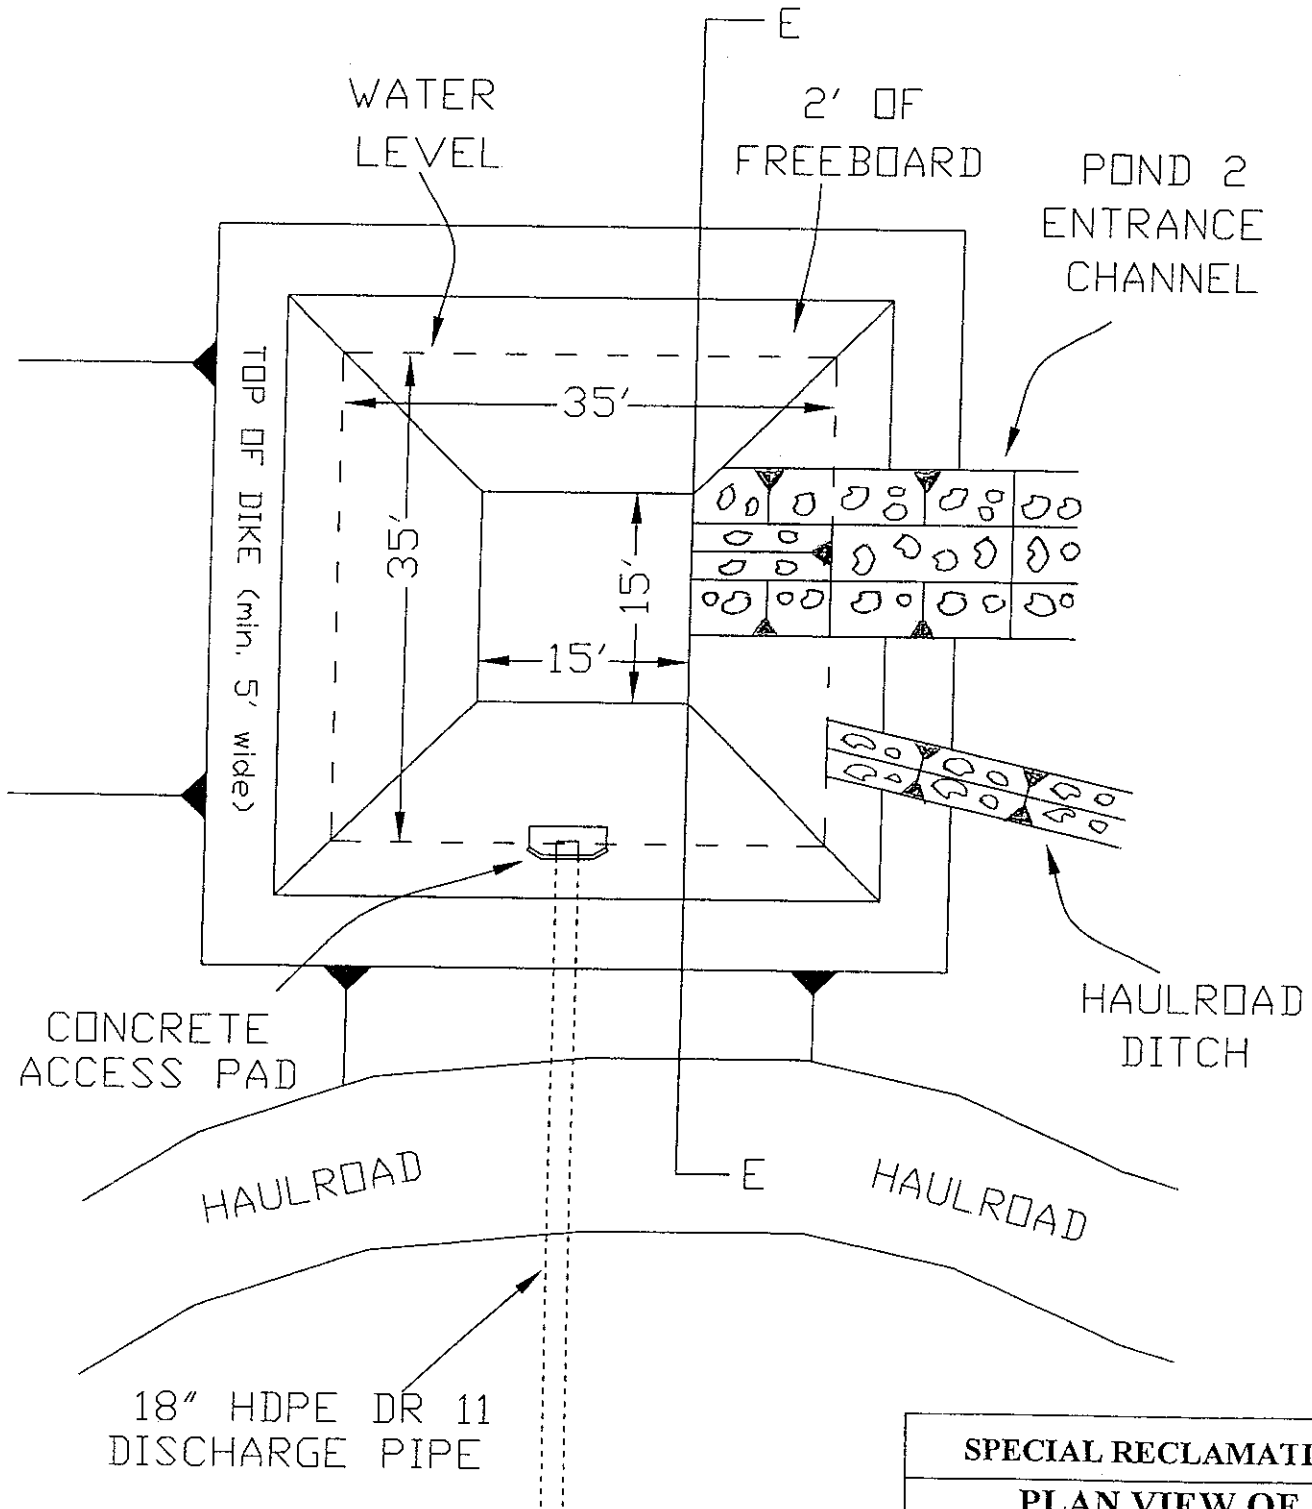 E
WATER
LEVEL
2' OF
FREEBOARD
POND 2
ENTRANCE
CHANNEL
35'
35'
TOP OF DIKE (min. 5' wide)
15'
15'
CONCRETE
ACCESS PAD
HAULROAD
DITCH
E
HAULROAD
HAULROAD
18" HDPE DR 11
DISCHARGE PIPE
SPECIAL RECLAMATI
PLAN VIEW OF